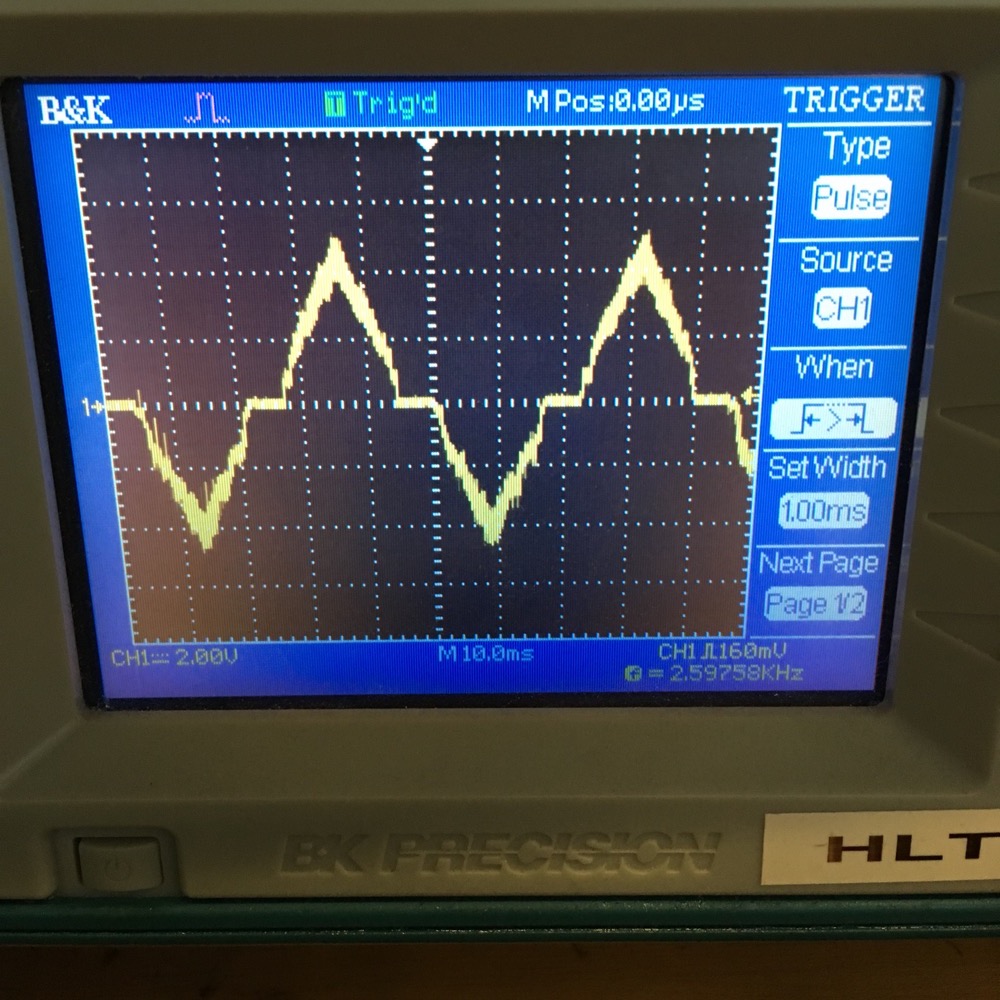 B&K T Trig'd M Pos:0.00µs TRIGGER
Type
Pulse
Source
CH1
When
Set Width
1.00ms
Next Page
Page 1/2
1
CH1 2.00V M 10.0ms CH1 160mV
= 2.59758KHz
BK PRECISION
HLT